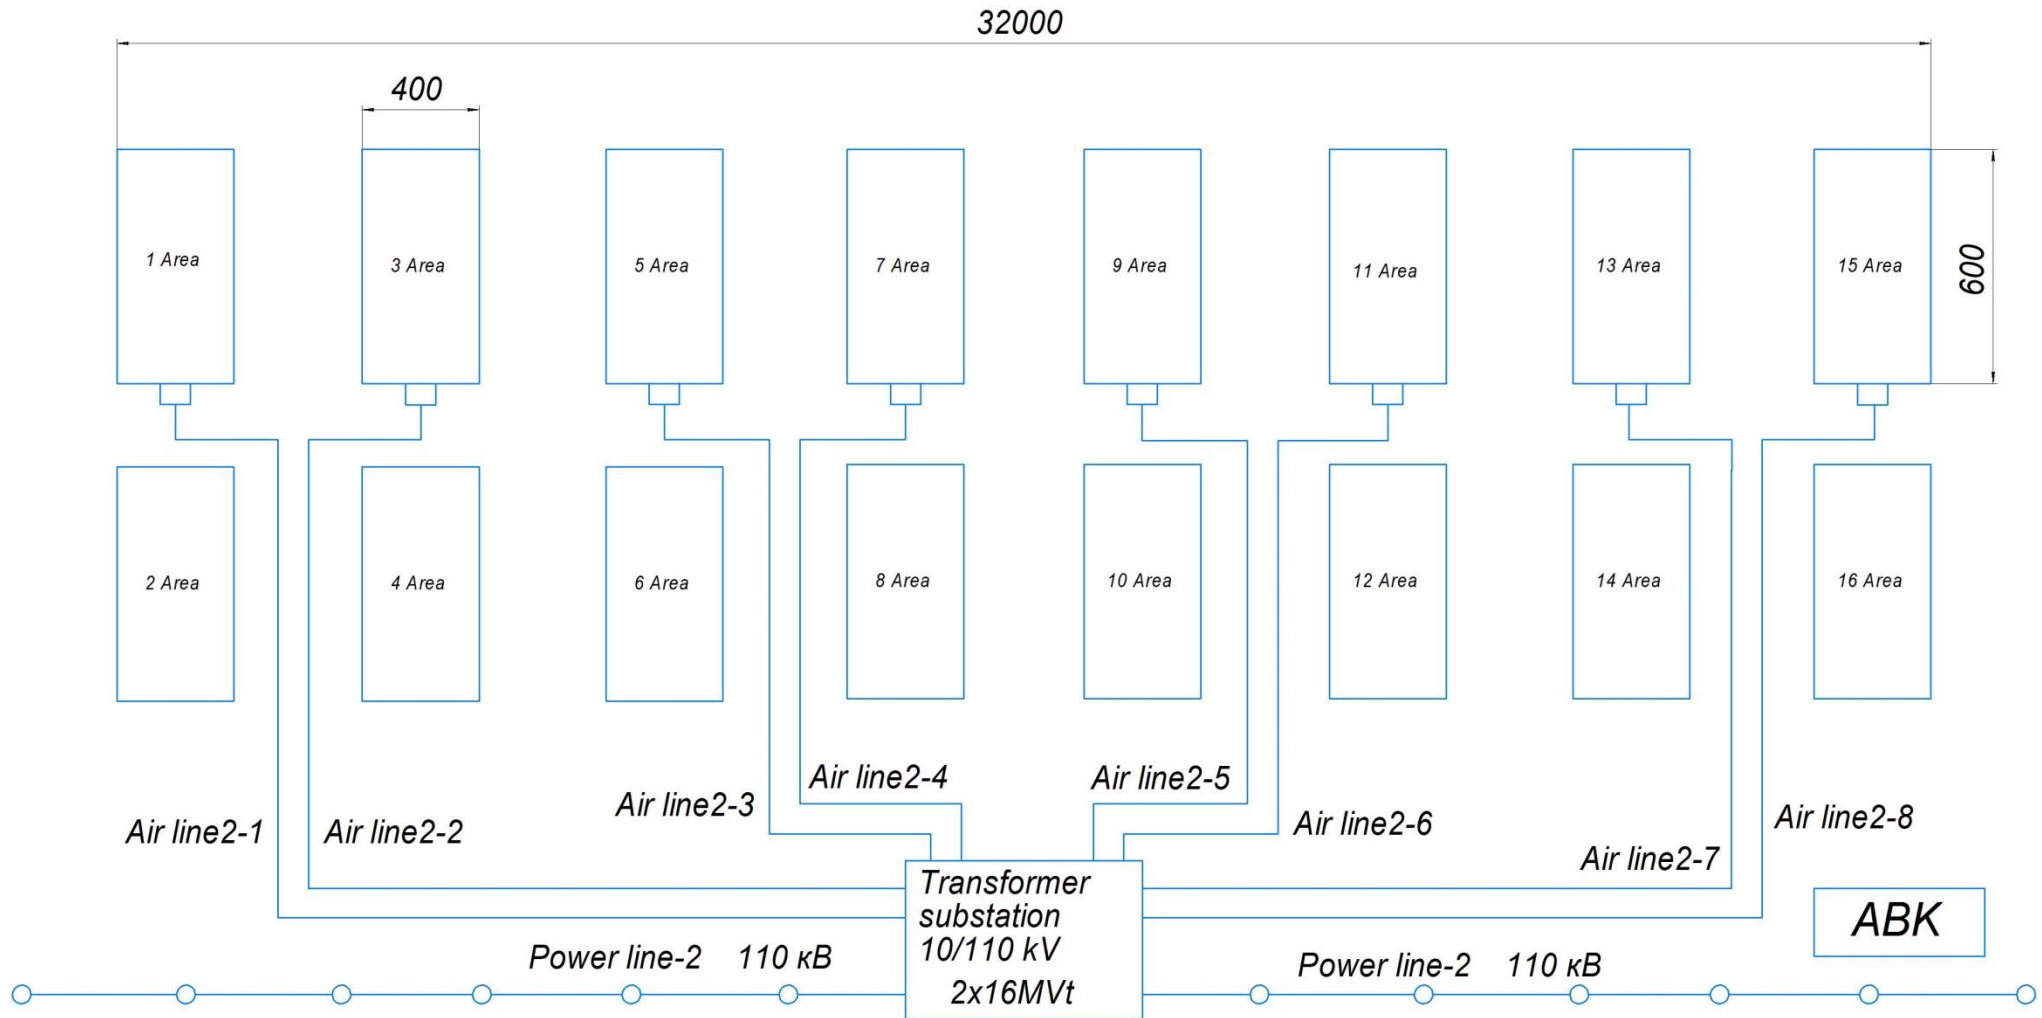 32000
400
600
1 Area
3 Area
5 Area
7 Area
9 Area
11 Area
13 Area
15 Area
2 Area
4 Area
6 Area
8 Area
10 Area
12 Area
14 Area
16 Area
Air line2-1
Air line2-2
Air line2-3
Air line2-4
Air line2-5
Air line2-6
Air line2-7
Air line2-8
Transformer
substation
10/110 kV
2x16MVt
ABK
Power line-2 110 кВ
Power line-2 110 кВ